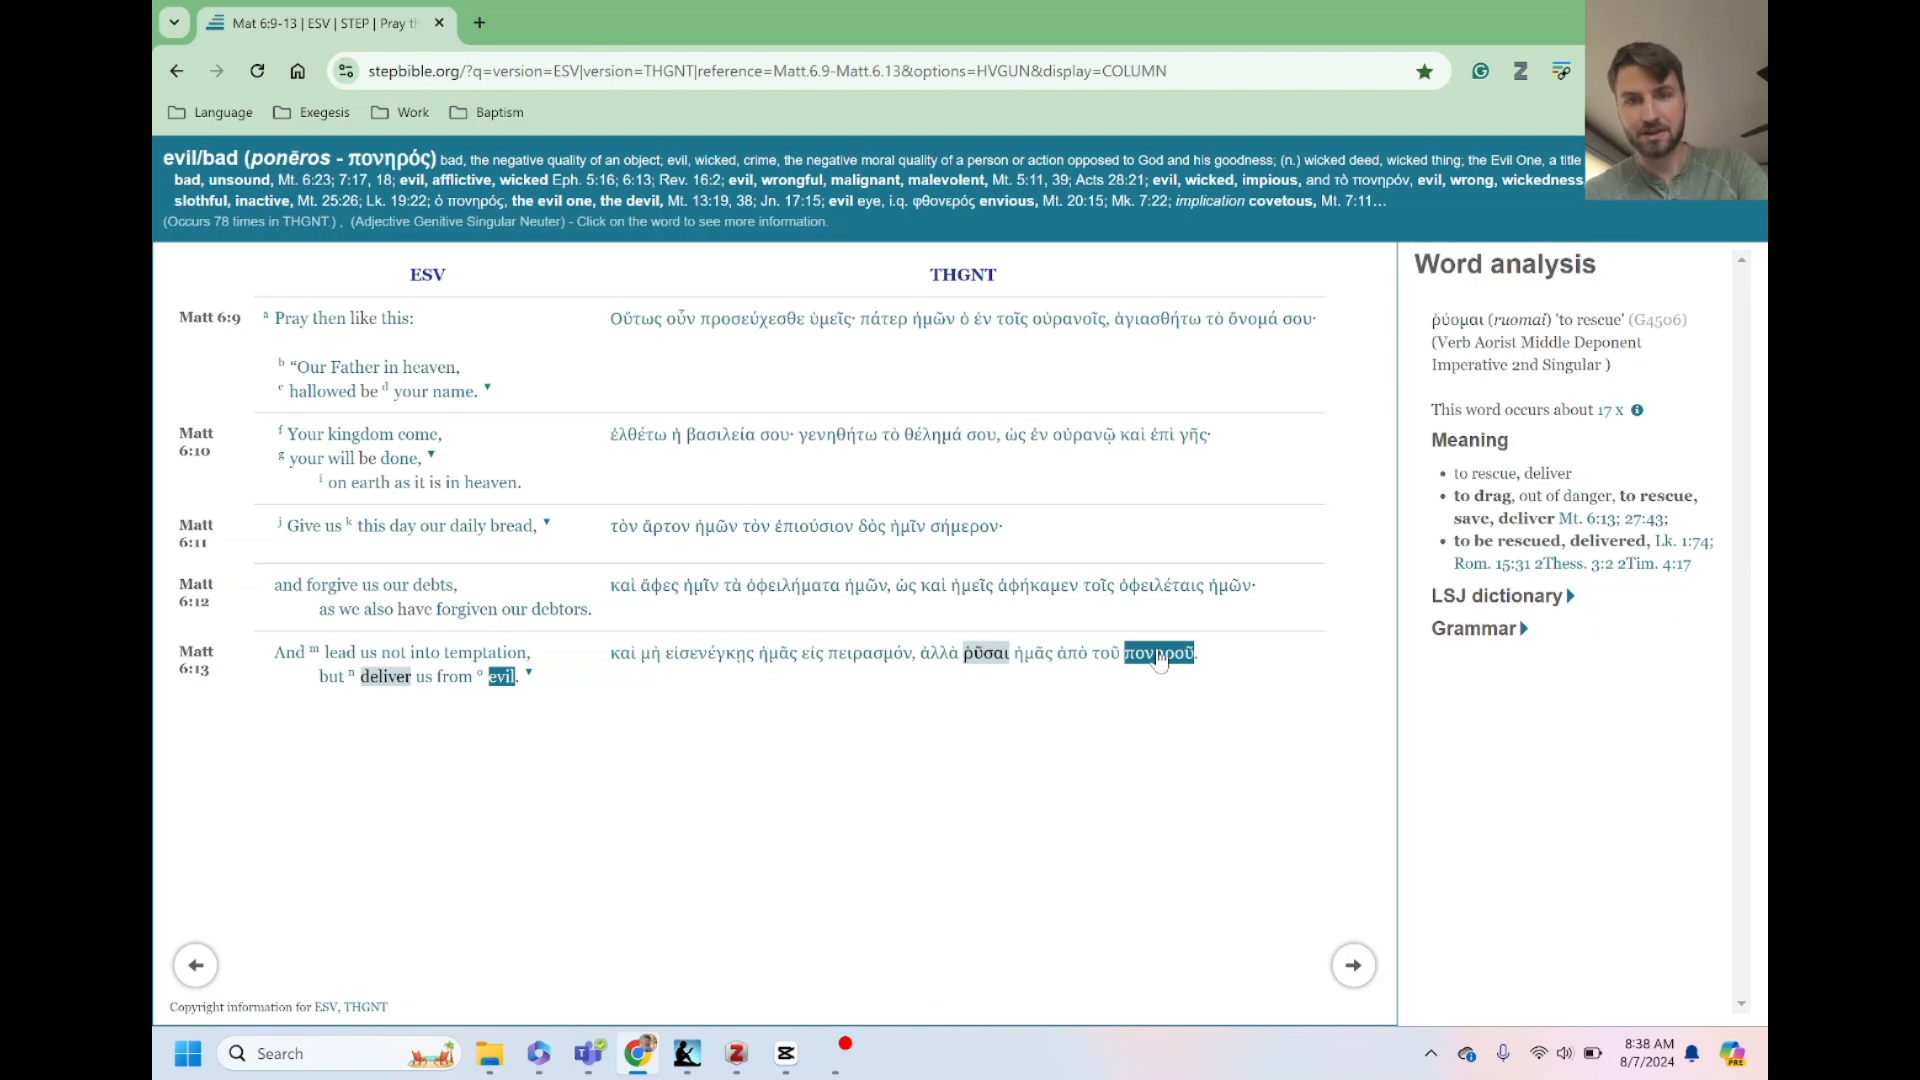 Mat 6:9-13 | ESV | STEP | Pray th
stepbible.org/?q=version=ESV|version=THGNT|reference=Matt.6.9-Matt.6.13&options=HVGUN&display=COLUMN
Language Exegesis Work Baptism
evil/bad (ponēros - πονηρός) bad, the negative quality of an object; evil, wicked, crime, the negative moral quality of a person or action opposed to God and his goodness; (n.) wicked deed, wicked thing; the Evil One, a title
bad, unsound, Mt. 6:23; 7:17, 18; evil, afflictive, wicked Eph. 5:16; 6:13; Rev. 16:2; evil, wrongful, malignant, malevolent, Mt. 5:11, 39; Acts 28:21; evil, wicked, impious, and τὸ πονηρόν, evil, wrong, wickedness
slothful, inactive, Mt. 25:26; Lk. 19:22; ὁ πονηρός, the evil one, the devil, Mt. 13:19, 38; Jn. 17:15; evil eye, i.q. φθονερός envious, Mt. 20:15; Mk. 7:22; implication covetous, Mt. 7:11...
(Occurs 78 times in THGNT.) , (Adjective Genitive Singular Neuter) - Click on the word to see more information.
ESV THGNT
Matt 6:9 a Pray then like this: Οὕτως οὖν προσεύχεσθε ὑμεῖς· πάτερ ἡμῶν ὁ ἐν τοῖς οὐρανοῖς, ἁγιασθήτω τὸ ὄνομά σου·
b “Our Father in heaven,
c hallowed be d your name.
Matt 6:10 f Your kingdom come, ἐλθέτω ἡ βασιλεία σου· γενηθήτω τὸ θέλημά σου, ὡς ἐν οὐρανῷ καὶ ἐπὶ γῆς·
g your will be done,
i on earth as it is in heaven.
Matt 6:11 j Give us k this day our daily bread, τὸν ἄρτον ἡμῶν τὸν ἐπιούσιον δὸς ἡμῖν σήμερον·
Matt 6:12 and forgive us our debts, καὶ ἄφες ἡμῖν τὰ ὀφειλήματα ἡμῶν, ὡς καὶ ἡμεῖς ἀφήκαμεν τοῖς ὀφειλέταις ἡμῶν·
as we also have forgiven our debtors.
Matt 6:13 And m lead us not into temptation, καὶ μὴ εἰσενέγκῃς ἡμᾶς εἰς πειρασμόν, ἀλλὰ ῥῦσαι ἡμᾶς ἀπὸ τοῦ πονηροῦ.
but n deliver us from o evil.
Word analysis
ῥύομαι (ruomai) 'to rescue' (G4506)
(Verb Aorist Middle Deponent
Imperative 2nd Singular )
This word occurs about 17 x
Meaning
to rescue, deliver
to drag, out of danger, to rescue,
save, deliver Mt. 6:13; 27:43;
to be rescued, delivered, Lk. 1:74;
Rom. 15:31 2Thess. 3:2 2Tim. 4:17
LSJ dictionary
Grammar
Copyright information for ESV, THGNT
Search
8:38 AM
8/7/2024
PRE